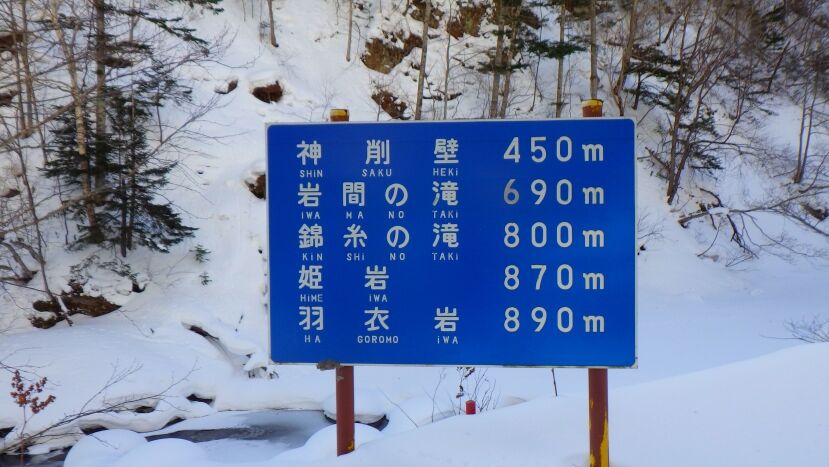 神削壁 450m
SHiN SAKU HEKi
岩間の滝 690m
iWA MA NO TAKi
錦糸の滝 800m
KiN SHi NO TAKi
姫岩 870m
HiME iWA
羽衣岩 890m
HA GOROMO iWA